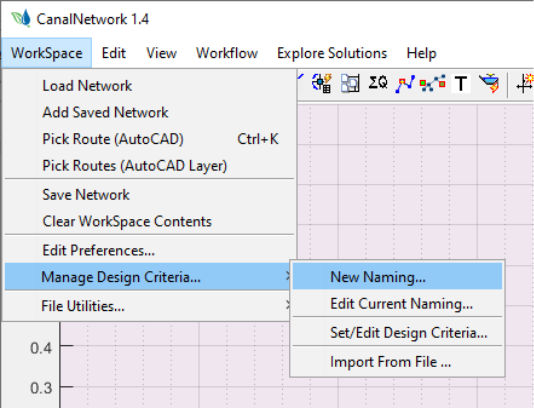 CanalNetwork 1.4
WorkSpace Edit View Workflow Explore Solutions Help
ΣQ T
Load Network
Add Saved Network
Pick Route (AutoCAD) Ctrl+K
Pick Routes (AutoCAD Layer)
Save Network
Clear WorkSpace Contents
Edit Preferences...
Manage Design Criteria... New Naming...
Edit Current Naming...
File Utilities...
Set/Edit Design Criteria...
Import From File ...
0.4
0.3